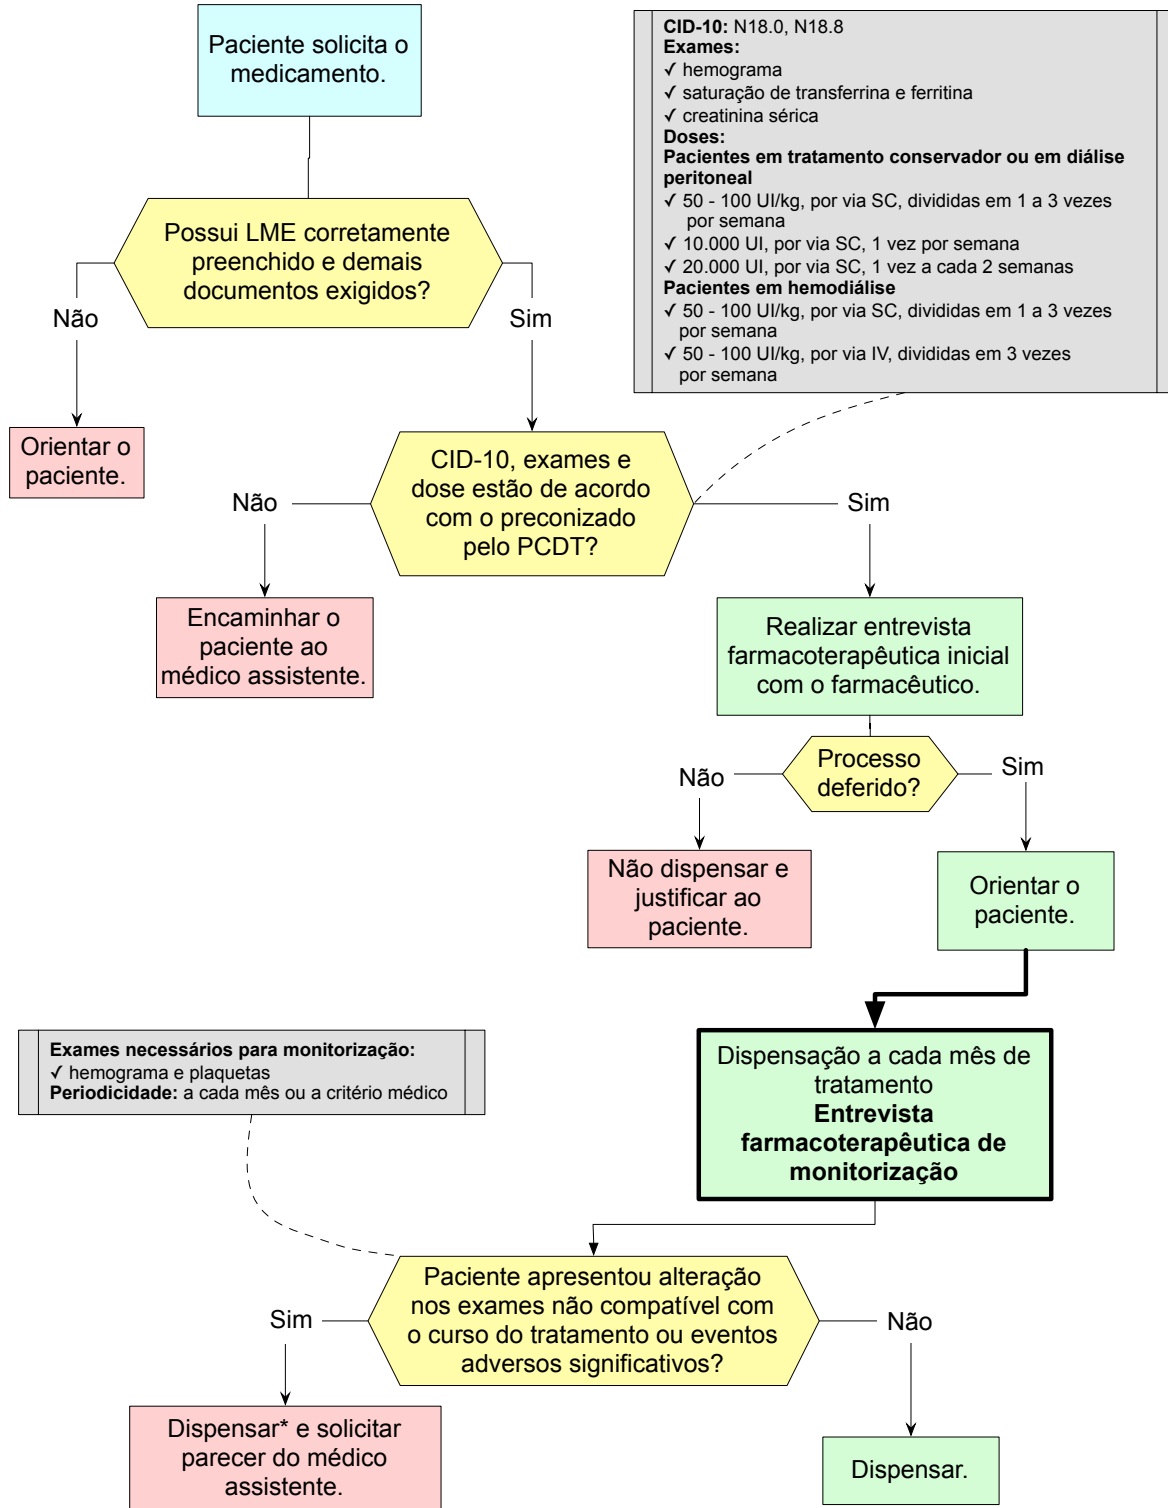 Paciente solicita o
medicamento.
CID-10: N18.0, N18.8
Exames:
✓ hemograma
✓ saturação de transferrina e ferritina
✓ creatinina sérica
Doses:
Pacientes em tratamento conservador ou em diálise
peritoneal
✓ 50 - 100 UI/kg, por via SC, divididas em 1 a 3 vezes
por semana
✓ 10.000 UI, por via SC, 1 vez por semana
✓ 20.000 UI, por via SC, 1 vez a cada 2 semanas
Pacientes em hemodiálise
✓ 50 - 100 UI/kg, por via SC, divididas em 1 a 3 vezes
por semana
✓ 50 - 100 UI/kg, por via IV, divididas em 3 vezes
por semana
Possui LME corretamente
preenchido e demais
documentos exigidos?
Não
Sim
Orientar o
paciente.
CID-10, exames e
dose estão de acordo
com o preconizado
pelo PCDT?
Não
Sim
Encaminhar o
paciente ao
médico assistente.
Realizar entrevista
farmacoterapêutica inicial
com o farmacêutico.
Processo
deferido?
Não
Sim
Não dispensar e
justificar ao
paciente.
Orientar o
paciente.
Exames necessários para monitorização:
✓ hemograma e plaquetas
Periodicidade: a cada mês ou a critério médico
Dispensação a cada mês de
tratamento
Entrevista
farmacoterapêutica de
monitorização
Paciente apresentou alteração
nos exames não compatível com
o curso do tratamento ou eventos
adversos significativos?
Sim
Não
Dispensar* e solicitar
parecer do médico
assistente.
Dispensar.